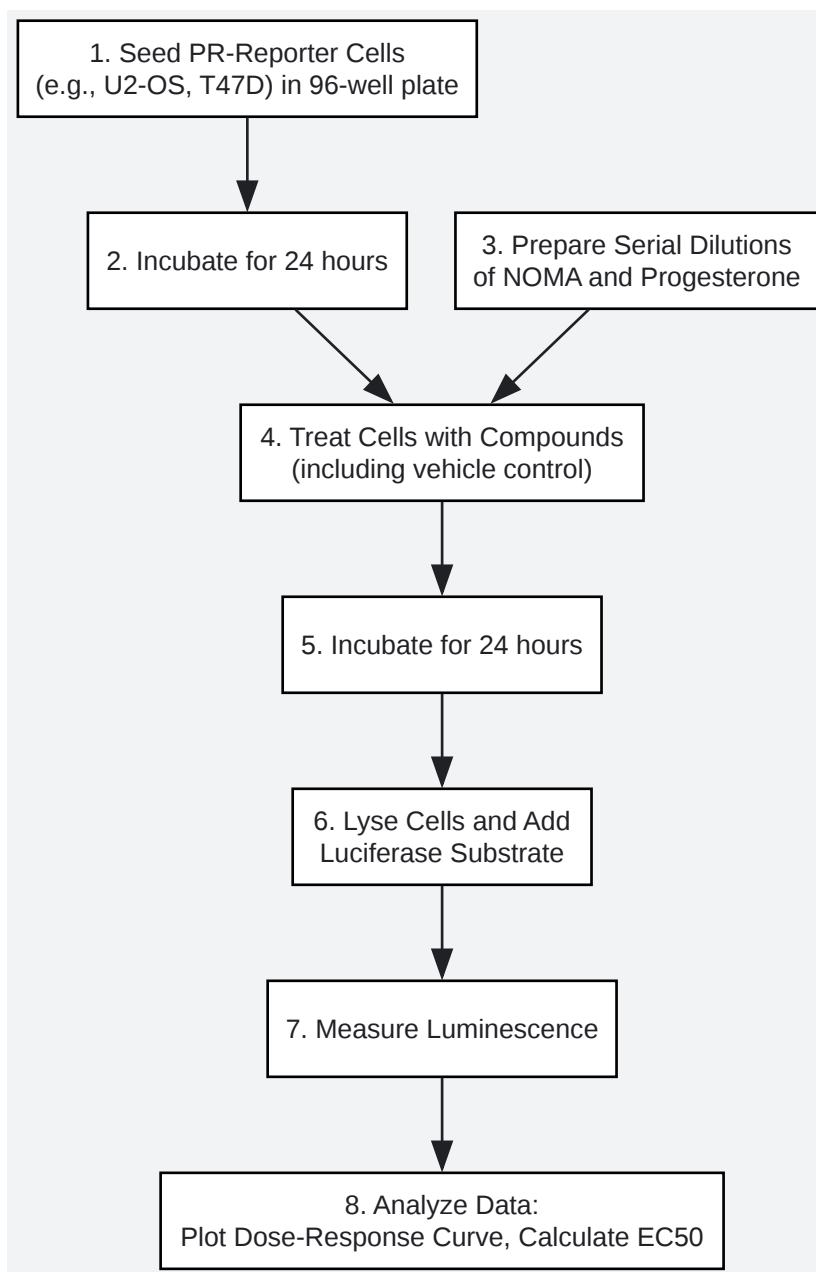 1. Seed PR-Reporter Cells
(e.g., U2-OS, T47D) in 96-well plate
2. Incubate for 24 hours
3. Prepare Serial Dilutions
of NOMA and Progesterone
4. Treat Cells with Compounds
(including vehicle control)
5. Incubate for 24 hours
6. Lyse Cells and Add
Luciferase Substrate
7. Measure Luminescence
8. Analyze Data:
Plot Dose-Response Curve, Calculate EC50